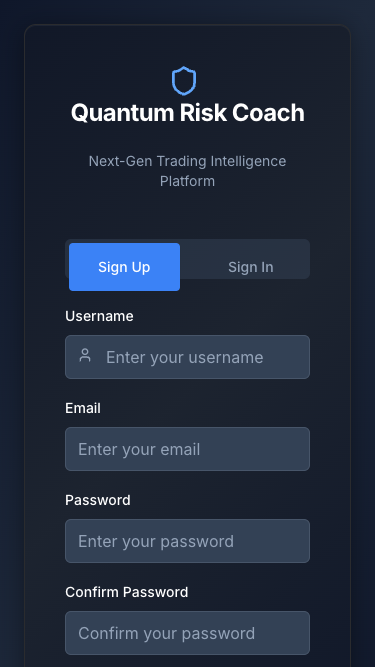 Quantum Risk Coach
Next-Gen Trading Intelligence
Platform
Sign Up
Sign In
Username
Enter your username
Email
Enter your email
Password
Enter your password
Confirm Password
Confirm your password